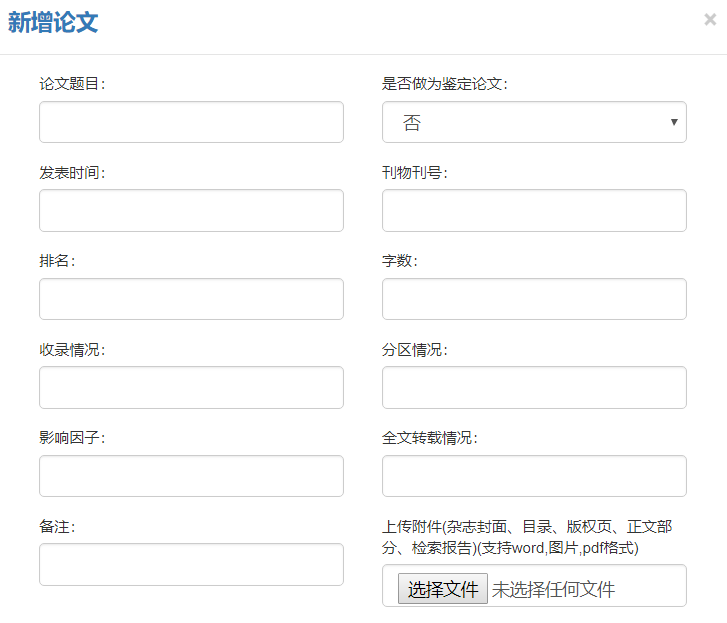 新增论文
×
论文题目：
是否做为鉴定论文：
否
发表时间：
刊物刊号：
排名：
字数：
收录情况：
分区情况：
影响因子：
全文转载情况：
备注：
上传附件(杂志封面、目录、版权页、正文部
分、检索报告)(支持word,图片,pdf格式)
选择文件 未选择任何文件